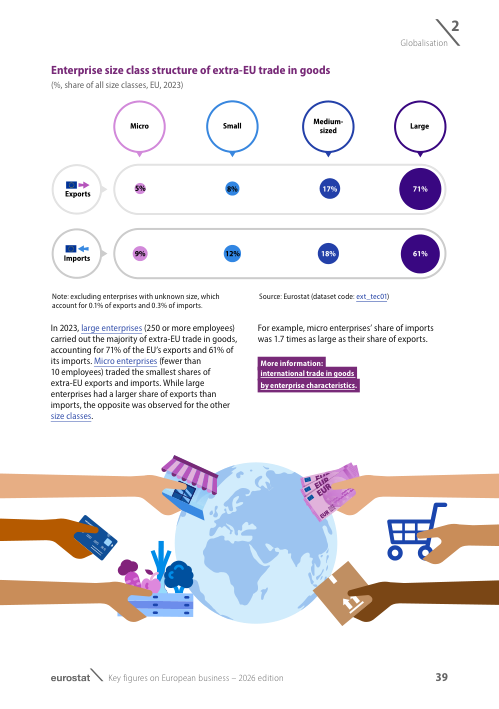 2
Globalisation
Enterprise size class structure of extra-EU trade in goods
(%, share of all size classes, EU, 2023)
Micro
Small
Medium-
sized
Large
Exports
5%
8%
17%
71%
Imports
9%
12%
18%
61%
Note: excluding enterprises with unknown size, which
account for 0.1% of exports and 0.3% of imports.
Source: Eurostat (dataset code: ext_tec01)
In 2023, large enterprises (250 or more employees)
carried out the majority of extra-EU trade in goods,
accounting for 71% of the EU's exports and 61% of
its imports. Micro enterprises (fewer than
10 employees) traded the smallest shares of
extra-EU exports and imports. While large
enterprises had a larger share of exports than
imports, the opposite was observed for the other
size classes.
For example, micro enterprises' share of imports
was 1.7 times as large as their share of exports.
More information:
international trade in goods
by enterprise characteristics.
EUR
EUR
EUR
EUR
eurostat
Key figures on European business – 2026 edition
39